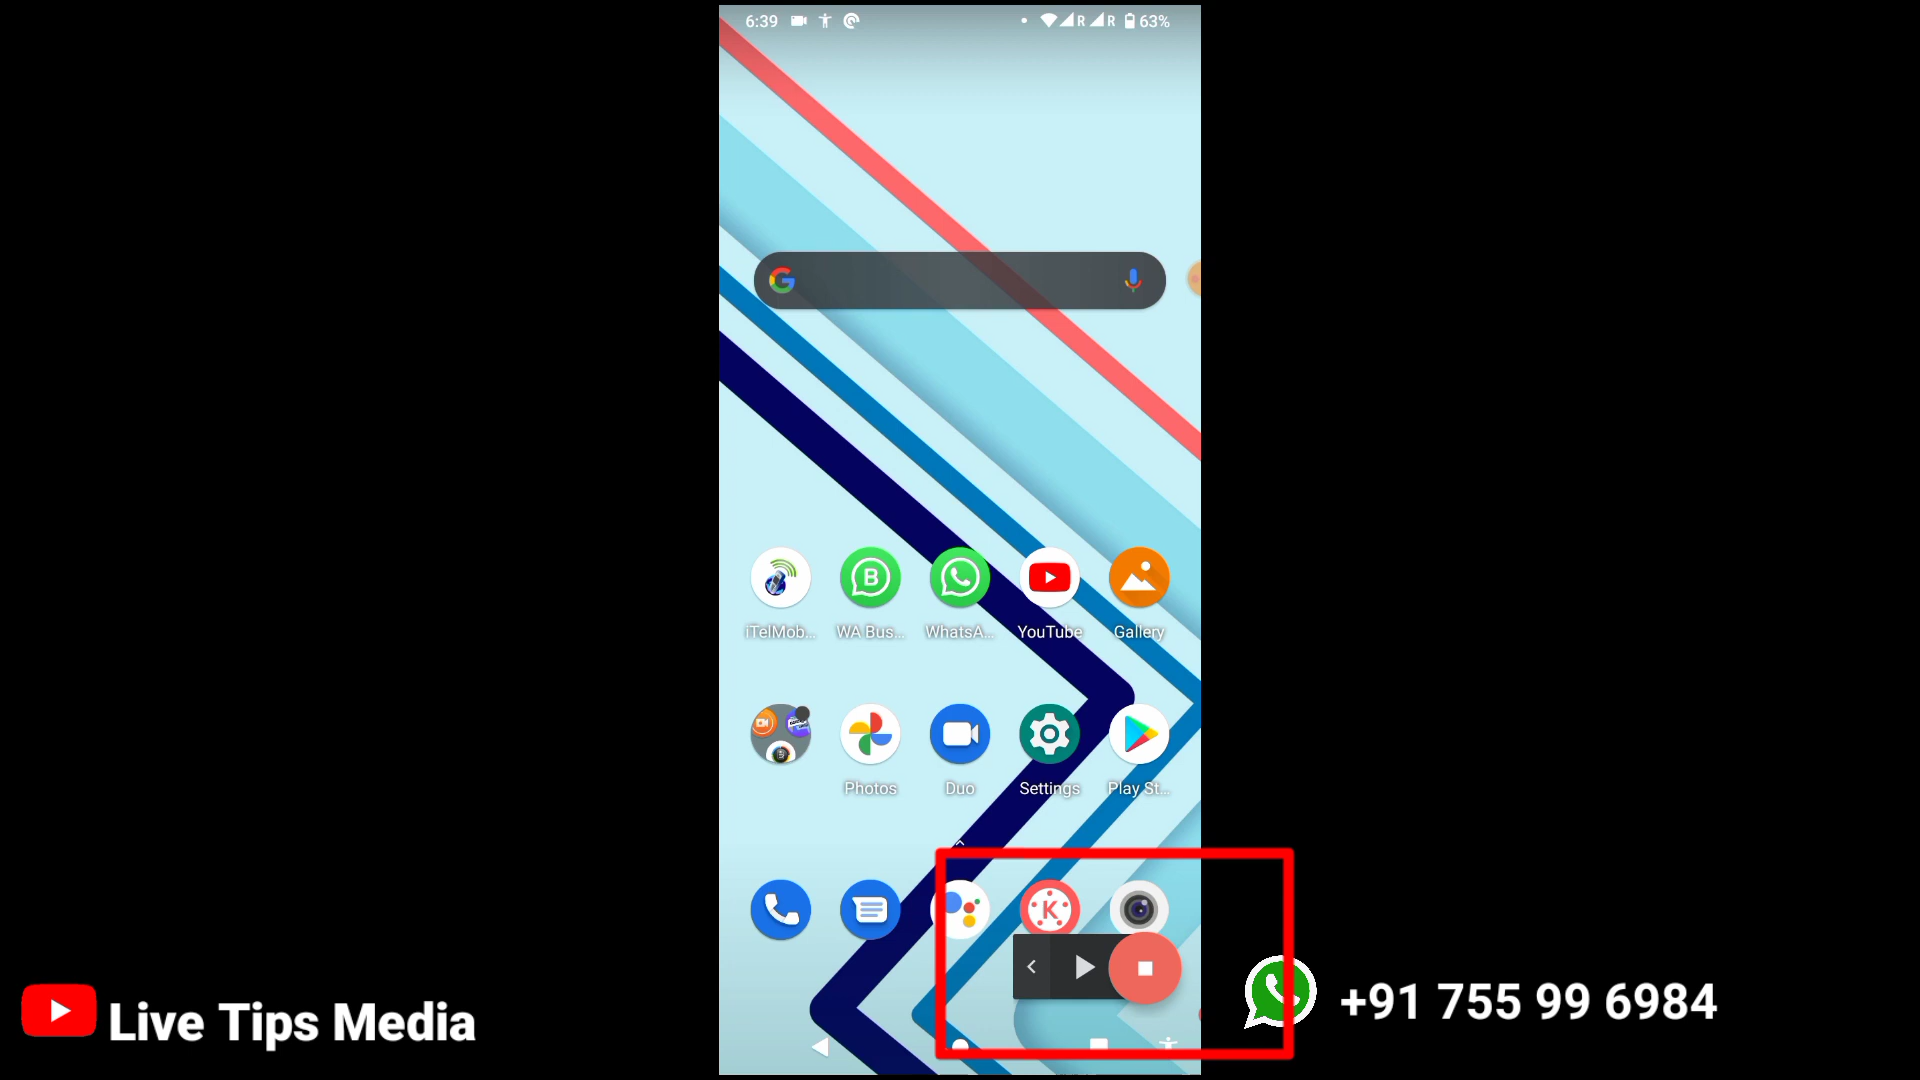 6:39 R R 63%
iTelMob... WA Bus... WhatsA... YouTube Gallery
B
Photos Duo Settings Play St...
K
Live Tips Media
+91 755 99 6984